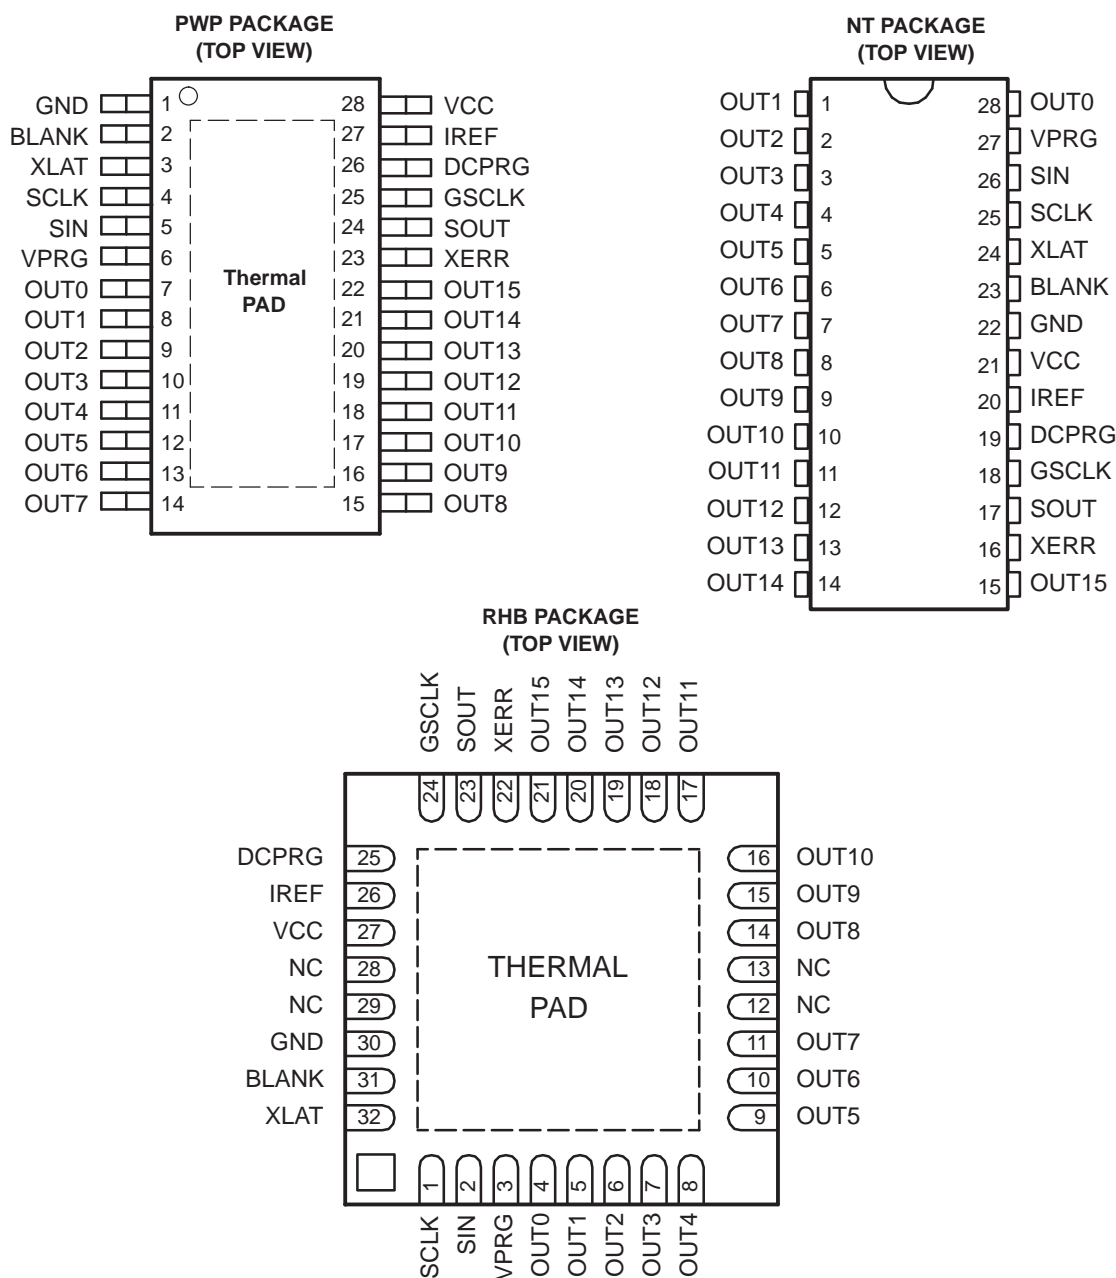 PWP PACKAGE
(TOP VIEW)
GND 1 28 VCC
BLANK 2 27 IREF
XLAT 3 26 DCPRG
SCLK 4 25 GSCLK
SIN 5 24 SOUT
VPRG 6 23 XERR
OUT0 7 22 OUT15
OUT1 8 21 OUT14
OUT2 9 20 OUT13
OUT3 10 19 OUT12
OUT4 11 18 OUT11
OUT5 12 17 OUT10
OUT6 13 16 OUT9
OUT7 14 15 OUT8
Thermal
PAD
NT PACKAGE
(TOP VIEW)
OUT1 1 28 OUT0
OUT2 2 27 VPRG
OUT3 3 26 SIN
OUT4 4 25 SCLK
OUT5 5 24 XLAT
OUT6 6 23 BLANK
OUT7 7 22 GND
OUT8 8 21 VCC
OUT9 9 20 IREF
OUT10 10 19 DCPRG
OUT11 11 18 GSCLK
OUT12 12 17 SOUT
OUT13 13 16 XERR
OUT14 14 15 OUT15
RHB PACKAGE
(TOP VIEW)
GSCLK SOUT XERR OUT15 OUT14 OUT13 OUT12 OUT11
24 23 22 21 20 19 18 17
DCPRG 25 16 OUT10
IREF 26 15 OUT9
VCC 27 14 OUT8
NC 28 13 NC
NC 29 12 NC
GND 30 11 OUT7
BLANK 31 10 OUT6
XLAT 32 9 OUT5
THERMAL
PAD
1 2 3 4 5 6 7 8
SCLK SIN VPRG OUT0 OUT1 OUT2 OUT3 OUT4